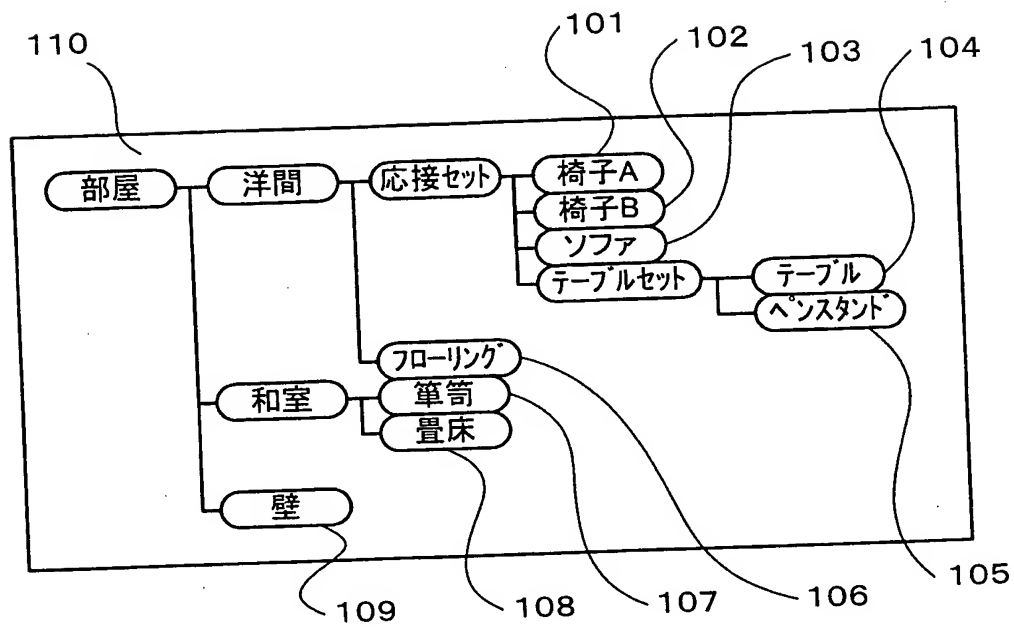 110
101
102
103
104
部屋
洋間
応接セット
椅子A
椅子B
ソファ
テーブルセット
テーブル
ペンスタンド
フローリング
和室
箪笥
畳床
壁
109
108
107
106
105